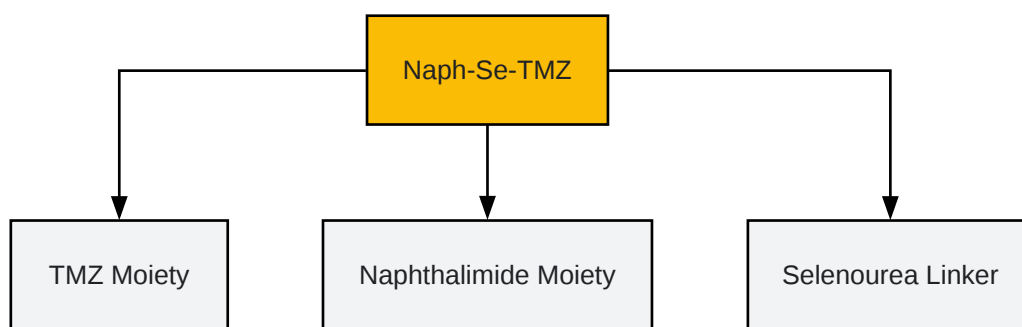 Naph-Se-TMZ
TMZ Moiety
Naphthalimide Moiety
Selenourea Linker